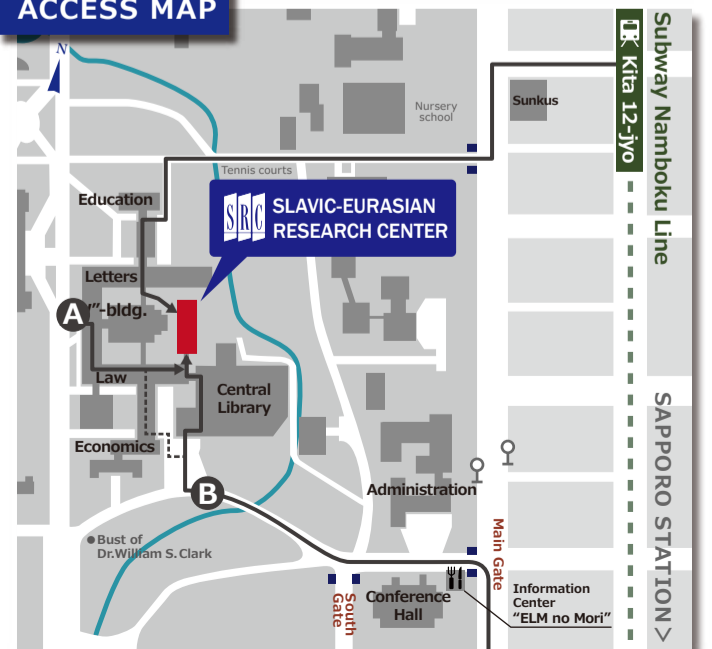 ACCESS MAP
N
Subway Namboku Line
Kita 12-jyo
Sunkus
Nursery
school
Tennis courts
Education
SRC
SLAVIC-EURASIAN
RESEARCH CENTER
Letters
A
"-bldg.
Law
Central
Library
SAPPORO STATION >
Economics
Administration
B
Bust of
Dr.William S.Clark
Main Gate
South
Gate
Conference
Hall
Information
Center
“ELM no Mori”